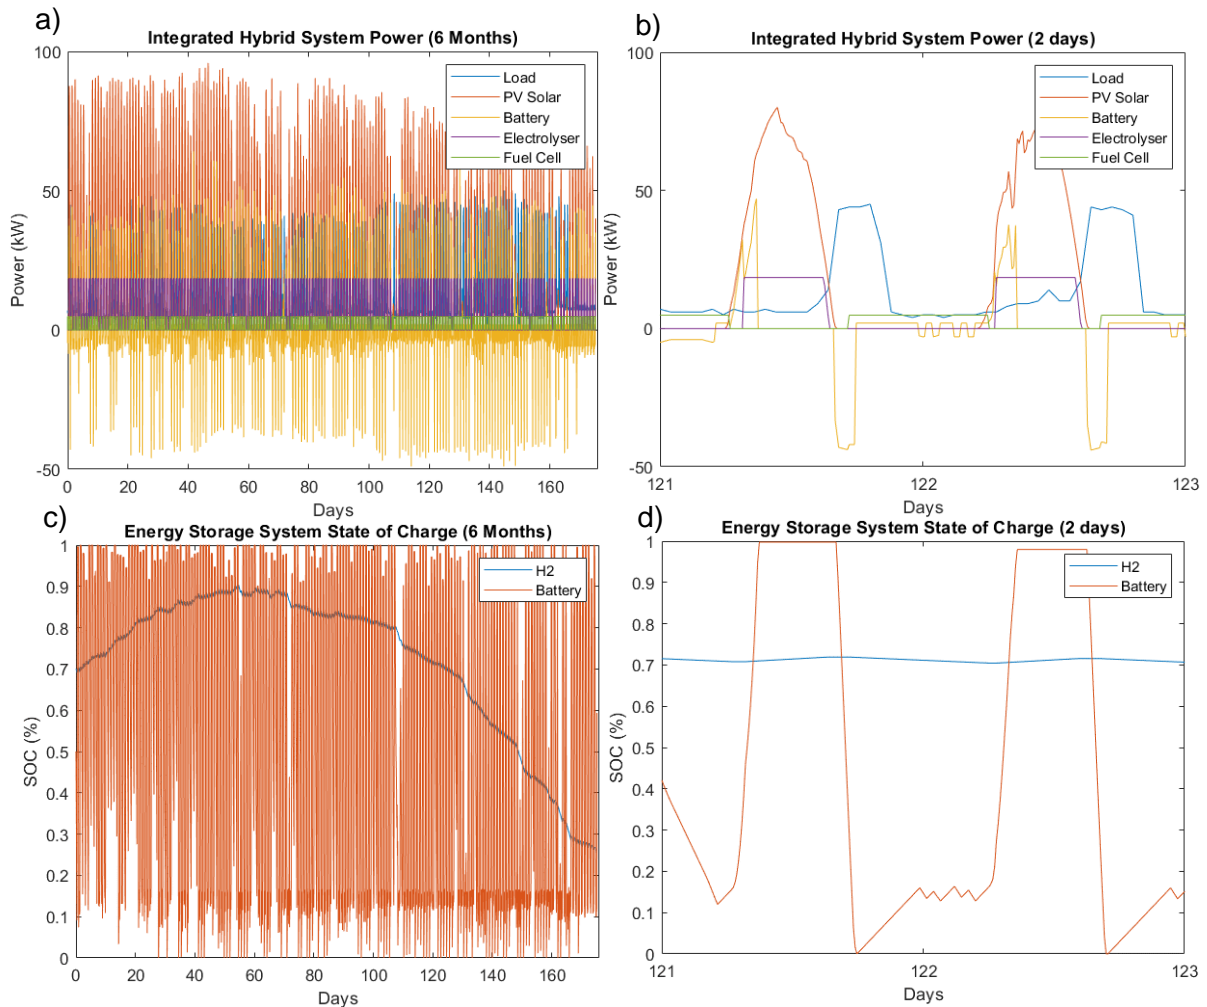 a)
Integrated Hybrid System Power (6 Months)
100
50
0
-50
Power (kW)
Load
PV Solar
Battery
Electrolyser
Fuel Cell
0 20 40 60 80 100 120 140 160
Days
b)
Integrated Hybrid System Power (2 days)
100
50
0
-50
Power (kW)
Load
PV Solar
Battery
Electrolyser
Fuel Cell
121 122 123
Days
c)
Energy Storage System State of Charge (6 Months)
1
0.9
0.8
0.7
0.6
0.5
0.4
0.3
0.2
0.1
0
SOC (%)
H2
Battery
0 20 40 60 80 100 120 140 160
Days
d)
Energy Storage System State of Charge (2 days)
1
0.9
0.8
0.7
0.6
0.5
0.4
0.3
0.2
0.1
0
SOC (%)
H2
Battery
121 122 123
Days